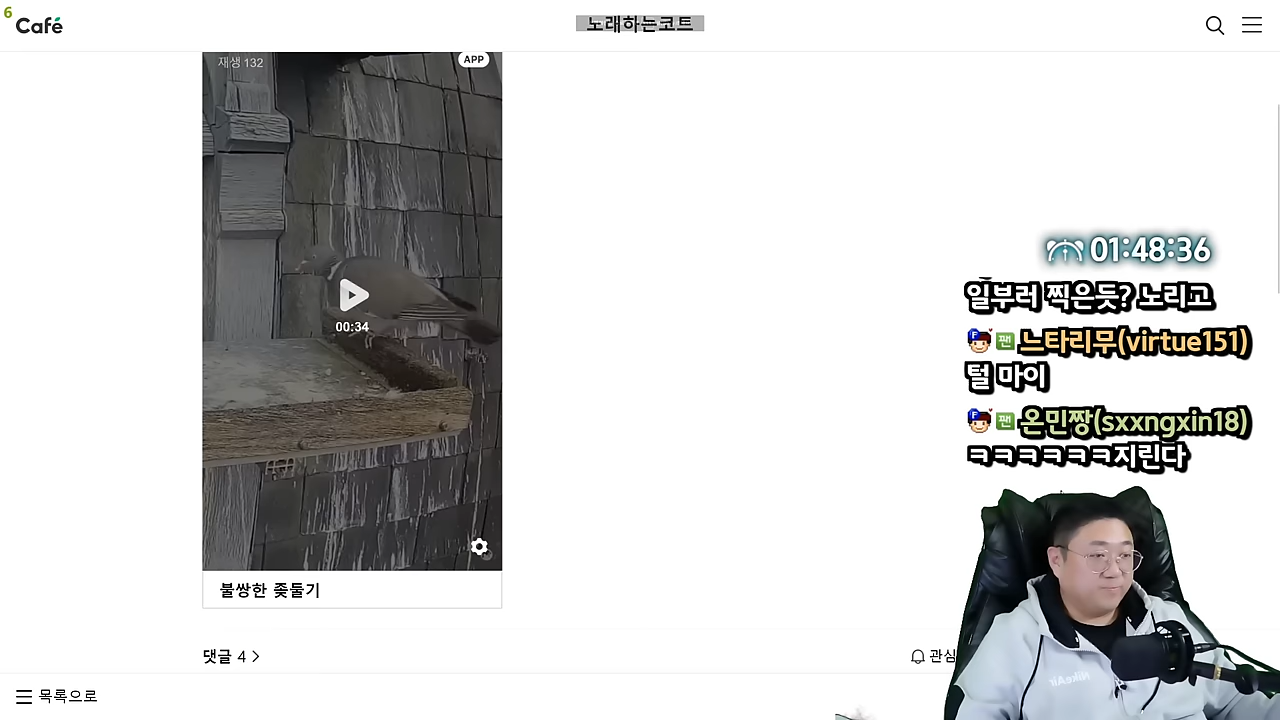 6
Café
노래하는코트
재생 132
APP
00:34
불쌍한 좆둘기
댓글 4
관심
목록으로
01:48:36
일부러 찍은듯? 노리고
F 팬 느타리무(virtue151)
털 마이
F 팬 온민짱(sxxngxin18)
ㅋㅋㅋㅋㅋㅋ지린다
NikeAir